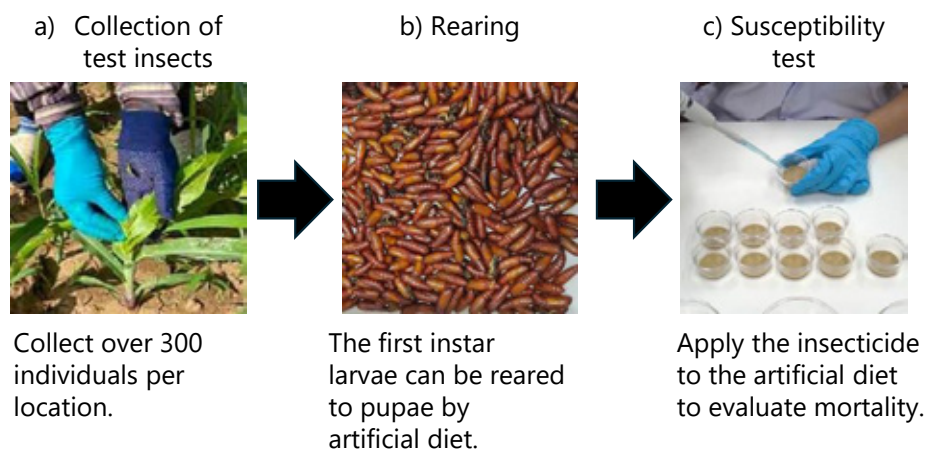 a) Collection of
test insects
b) Rearing
c) Susceptibility
test
Collect over 300
individuals per
location.
The first instar
larvae can be reared
to pupae by
artificial diet.
Apply the insecticide
to the artificial diet
to evaluate mortality.